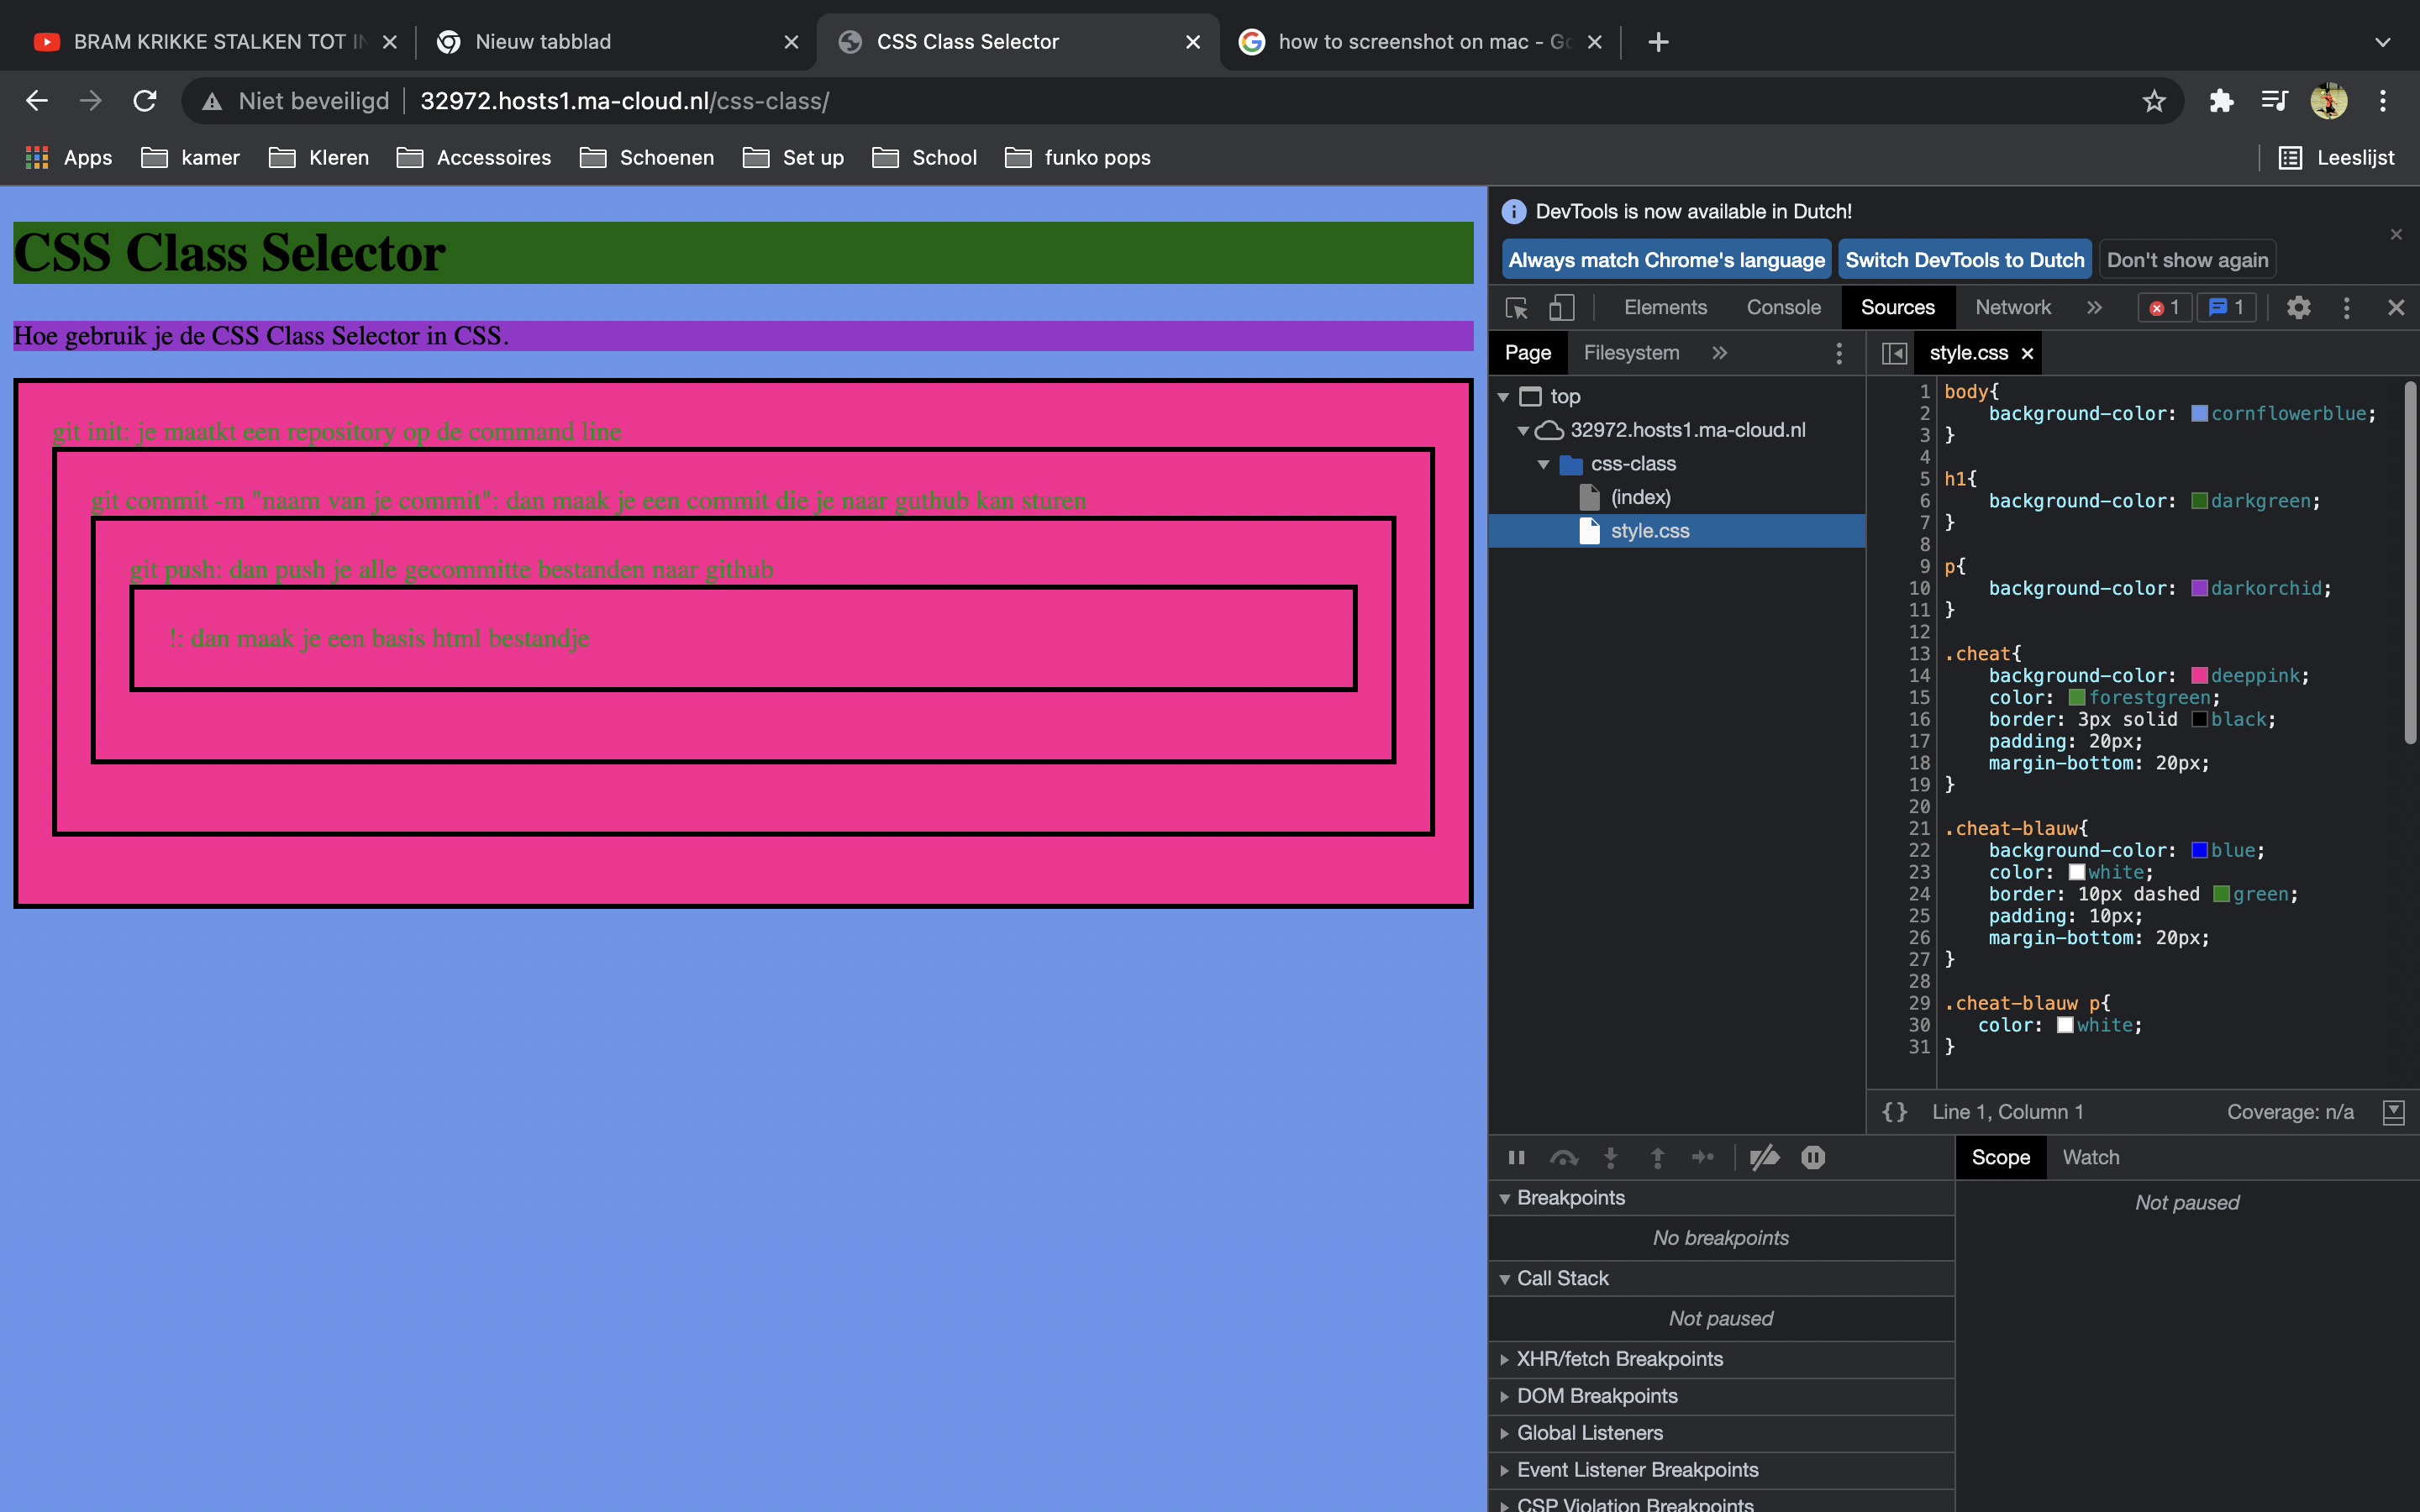 BRAM KRIKKE STALKEN TOT IN
Nieuw tabblad
CSS Class Selector
how to screenshot on mac - Go
Niet beveiligd
32972.hosts1.ma-cloud.nl/css-class/
Apps
kamer
Kleren
Accessoires
Schoenen
Set up
School
funko pops
Leeslijst
CSS Class Selector
Hoe gebruik je de CSS Class Selector in CSS.
git init: je maatkt een repository op de command line
git commit -m "naam van je commit": dan maak je een commit die je naar guthub kan sturen
git push: dan push je alle gecommitte bestanden naar github
!: dan maak je een basis html bestandje
DevTools is now available in Dutch!
Always match Chrome's language
Switch DevTools to Dutch
Don't show again
Elements
Console
Sources
Network
1
1
Page
Filesystem
style.css
top
32972.hosts1.ma-cloud.nl
css-class
(index)
style.css
1 body{
2 background-color: cornflowerblue;
3 }
4
5 h1{
6 background-color: darkgreen;
7 }
8
9 p{
10 background-color: darkorchid;
11 }
12
13 .cheat{
14 background-color: deeppink;
15 color: forestgreen;
16 border: 3px solid black;
17 padding: 20px;
18 margin-bottom: 20px;
19 }
20
21 .cheat-blauw{
22 background-color: blue;
23 color: white;
24 border: 10px dashed green;
25 padding: 10px;
26 margin-bottom: 20px;
27 }
28
29 .cheat-blauw p{
30 color: white;
31 }
{} Line 1, Column 1
Coverage: n/a
Breakpoints
No breakpoints
Call Stack
Not paused
XHR/fetch Breakpoints
DOM Breakpoints
Global Listeners
Event Listener Breakpoints
CSP Violation Breakpoints
Scope
Watch
Not paused